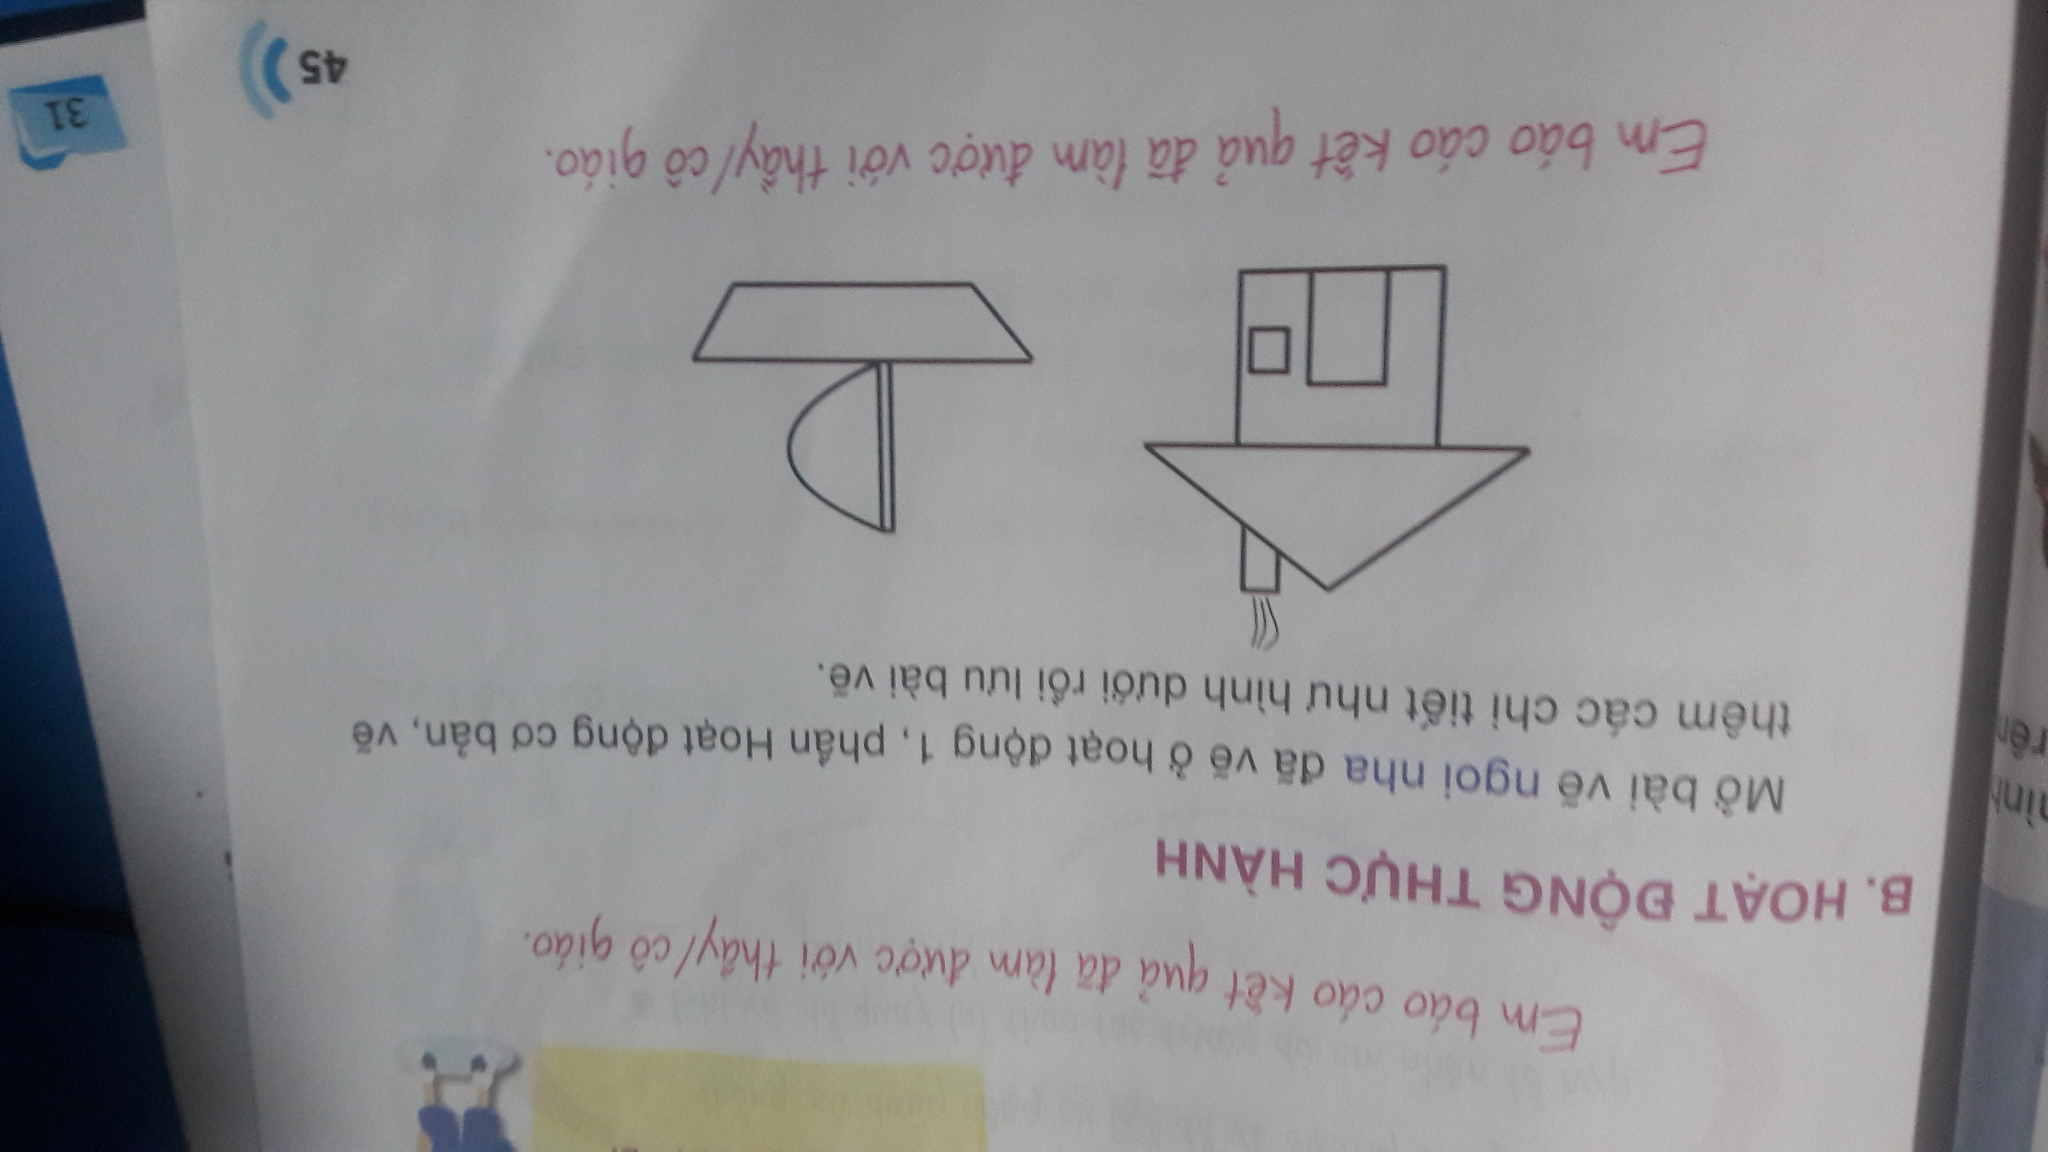 Em báo cáo kết quả đã làm được với thầy/cô giáo.
B. HOẠT ĐỘNG THỰC HÀNH
Mở bài vẽ ngoi nha đã vẽ ở hoạt động 1, phần Hoạt động cơ bản, vẽ
thêm các chi tiết như hình dưới rồi lưu bài vẽ.
Em báo cáo kết quả đã làm được với thầy/cô giáo.
45
31